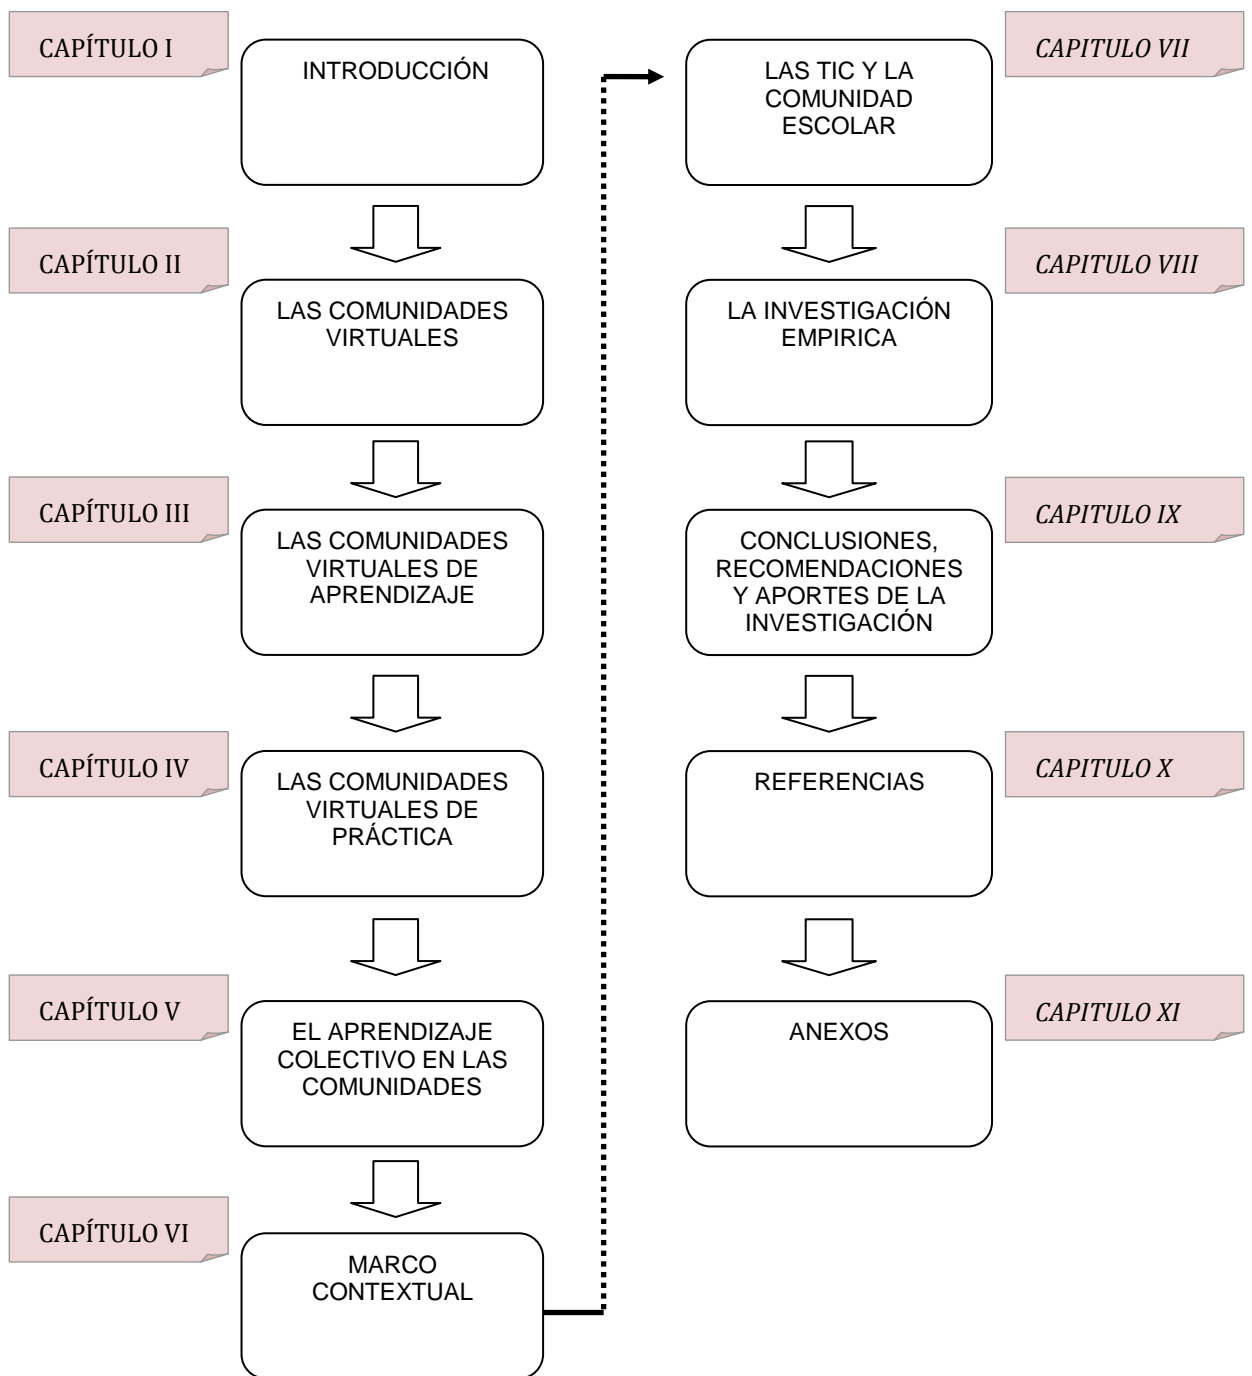 CAPÍTULO I
INTRODUCCIÓN
CAPÍTULO II
LAS COMUNIDADES
VIRTUALES
CAPÍTULO III
LAS COMUNIDADES
VIRTUALES DE
APRENDIZAJE
CAPÍTULO IV
LAS COMUNIDADES
VIRTUALES DE
PRÁCTICA
CAPÍTULO V
EL APRENDIZAJE
COLECTIVO EN LAS
COMUNIDADES
CAPÍTULO VI
MARCO
CONTEXTUAL
CAPITULO VII
LAS TIC Y LA
COMUNIDAD
ESCOLAR
CAPITULO VIII
LA INVESTIGACIÓN
EMPIRICA
CAPITULO IX
CONCLUSIONES,
RECOMENDACIONES
Y APORTES DE LA
INVESTIGACIÓN
CAPITULO X
REFERENCIAS
CAPITULO XI
ANEXOS